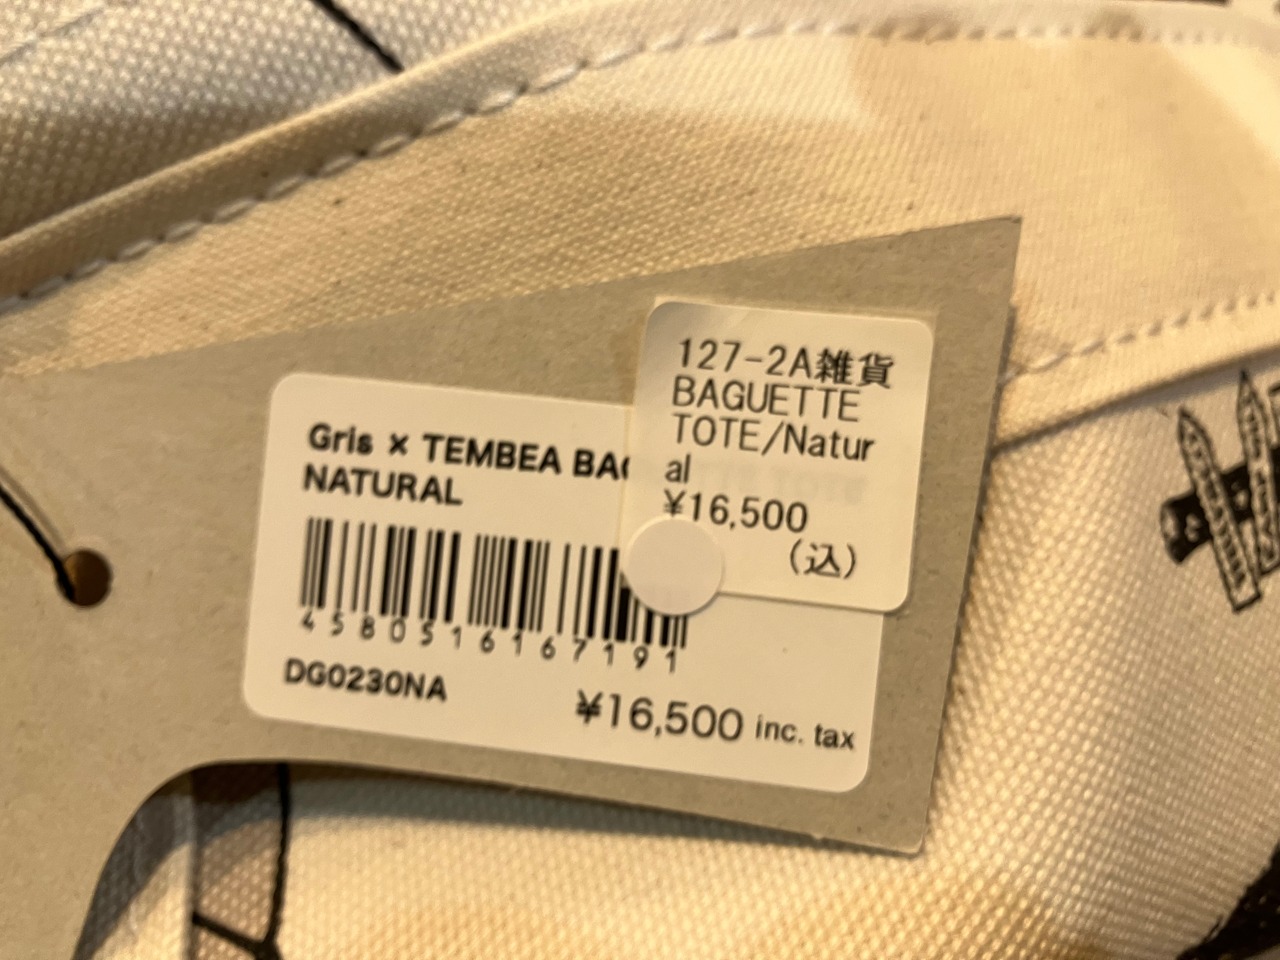 Gris × TEMBEA BAG
NATURAL
4580516167191
DG0230NA
¥16,500 inc. tax
127-2A雑貨
BAGUETTE
TOTE/Natur
al
¥16,500
(込)